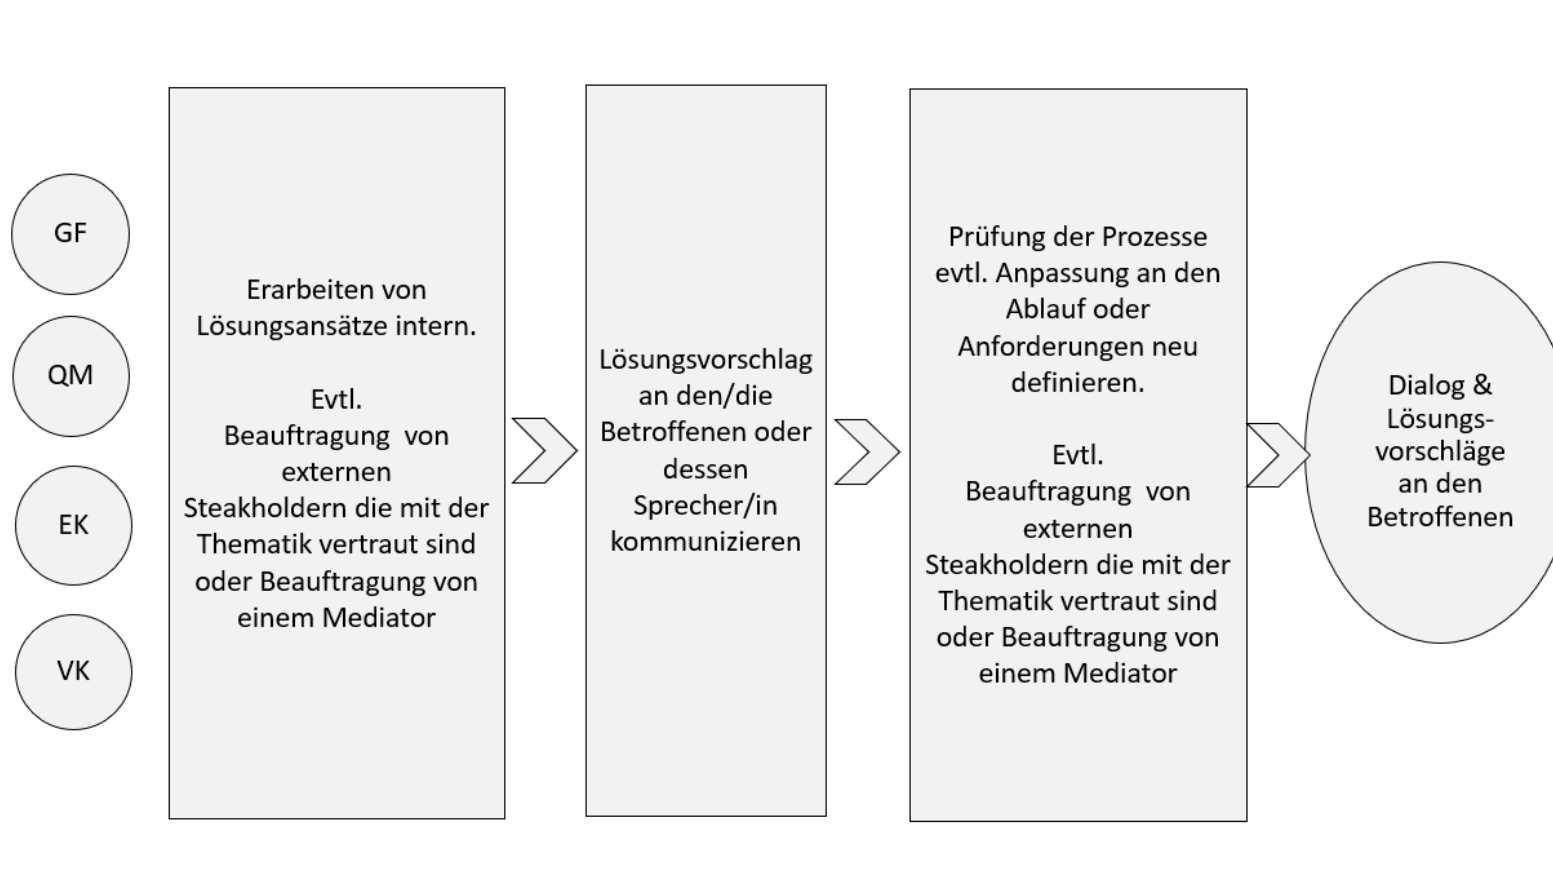 GF
QM
EK
VK
Erarbeiten von
Lösungsansätze intern.
Evtl.
Beauftragung von
externen
Steakholdern die mit der
Thematik vertraut sind
oder Beauftragung von
einem Mediator
Lösungsvorschlag
an den/die
Betroffenen oder
dessen
Sprecher/in
kommunizieren
Prüfung der Prozesse
evtl. Anpassung an den
Ablauf oder
Anforderungen neu
definieren.
Evtl.
Beauftragung von
externen
Steakholdern die mit der
Thematik vertraut sind
oder Beauftragung von
einem Mediator
Dialog &
Lösungs-
vorschläge
an den
Betroffenen